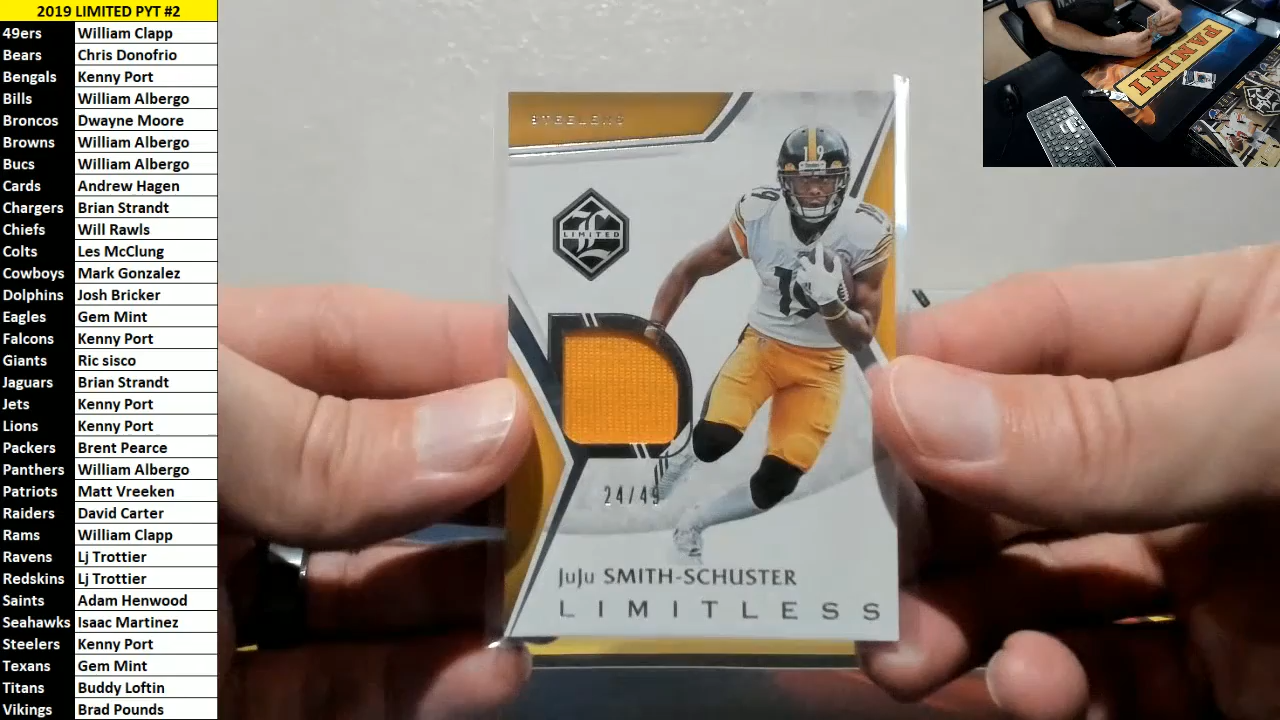 2019 LIMITED PYT #2
49ers William Clapp
Bears Chris Donofrio
Bengals Kenny Port
Bills William Albergo
Broncos Dwayne Moore
Browns William Albergo
Bucs William Albergo
Cards Andrew Hagen
Chargers Brian Strandt
Chiefs Will Rawls
Colts Les McClung
Cowboys Mark Gonzalez
Dolphins Josh Bricker
Eagles Gem Mint
Falcons Kenny Port
Giants Ric sisco
Jaguars Brian Strandt
Jets Kenny Port
Lions Kenny Port
Packers Brent Pearce
Panthers William Albergo
Patriots Matt Vreeken
Raiders David Carter
Rams William Clapp
Ravens Lj Trottier
Redskins Lj Trottier
Saints Adam Henwood
Seahawks Isaac Martinez
Steelers Kenny Port
Texans Gem Mint
Titans Buddy Loftin
Vikings Brad Pounds
STEELERS
L
LIMITED
9
19
19
19
24/49
JuJu SMITH-SCHUSTER
LIMITLESS
PANINI